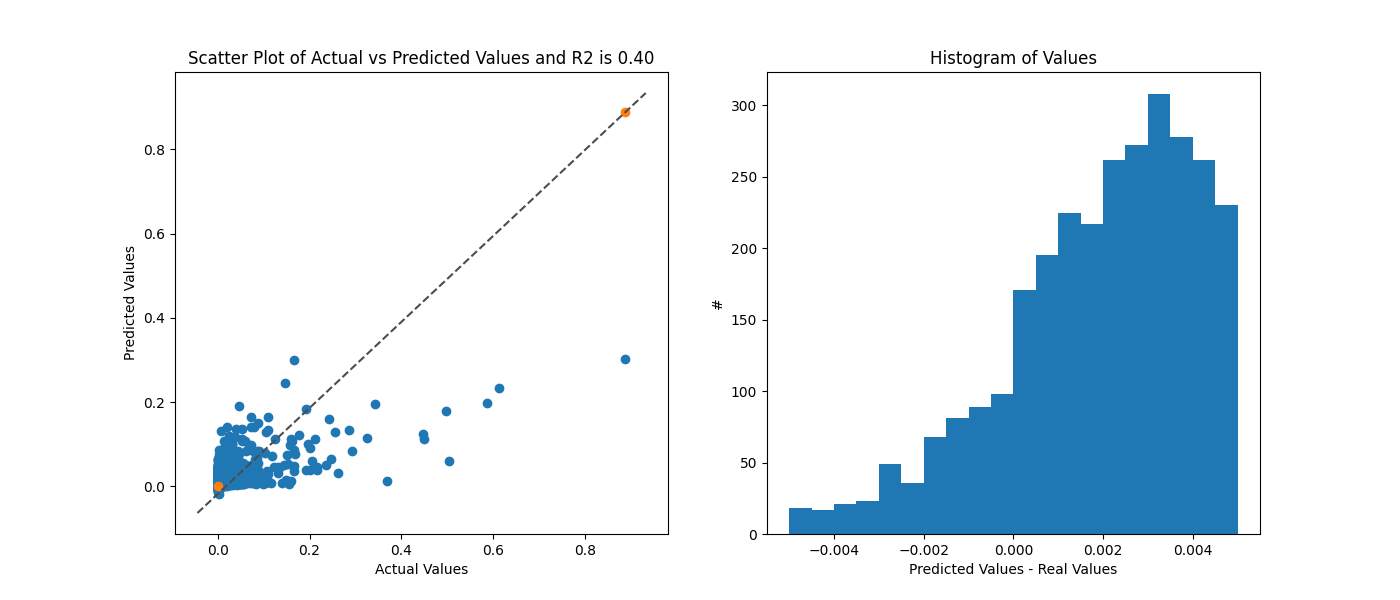 Scatter Plot of Actual vs Predicted Values and R2 is 0.40
Predicted Values
0.8
0.6
0.4
0.2
0.0
0.0 0.2 0.4 0.6 0.8
Actual Values
Histogram of Values
#
300
250
200
150
100
50
0
−0.004 −0.002 0.000 0.002 0.004
Predicted Values - Real Values